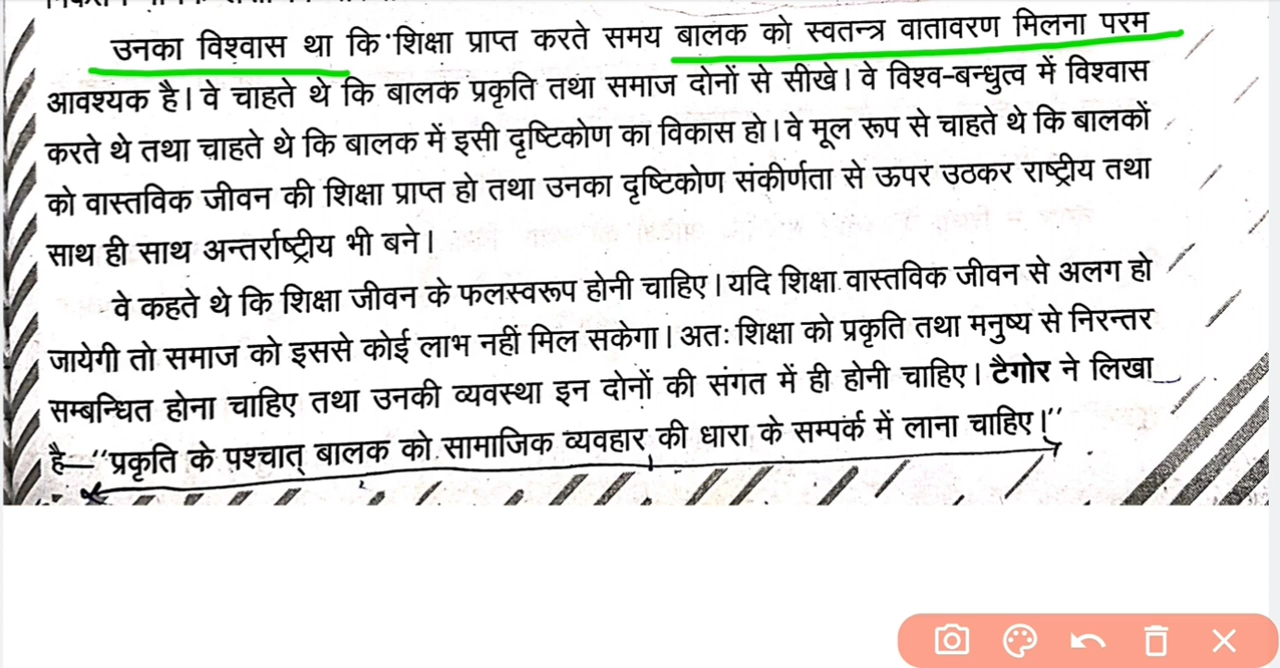 उनका विश्वास था कि शिक्षा प्राप्त करते समय बालक को स्वतन्त्र वातावरण मिलना परम
आवश्यक है। वे चाहते थे कि बालक प्रकृति तथा समाज दोनों से सीखे। वे विश्व-बन्धुत्व में विश्वास
करते थे तथा चाहते थे कि बालक में इसी दृष्टिकोण का विकास हो। वे मूल रूप से चाहते थे कि बालकों
को वास्तविक जीवन की शिक्षा प्राप्त हो तथा उनका दृष्टिकोण संकीर्णता से ऊपर उठकर राष्ट्रीय तथा
साथ ही साथ अन्तर्राष्ट्रीय भी बने।
वे कहते थे कि शिक्षा जीवन के फलस्वरूप होनी चाहिए। यदि शिक्षा वास्तविक जीवन से अलग हो
जायेगी तो समाज को इससे कोई लाभ नहीं मिल सकेगा। अतः शिक्षा को प्रकृति तथा मनुष्य से निरन्तर
सम्बन्धित होना चाहिए तथा उनकी व्यवस्था इन दोनों की संगत में ही होनी चाहिए। टैगोर ने लिखा
है—‘‘प्रकृति के पश्चात् बालक को सामाजिक व्यवहार की धारा के सम्पर्क में लाना चाहिए।’’